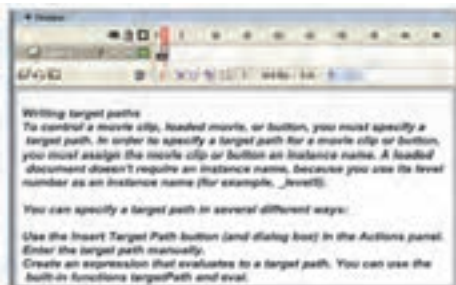 Writing target paths
To control a movie clip, loaded movie, or button, you must specify a
target path. In order to specify a target path for a movie clip or button,
you must assign the movie clip or button an instance name. A loaded
document doesn't require an instance name, because you use its level
number as an instance name (for example, _level5).
You can specify a target path in several different ways:
Use the Insert Target Path button (and dialog box) in the Actions panel.
Enter the target path manually.
Create an expression that evaluates to a target path. You can use the
built-in functions targetPath and eval.